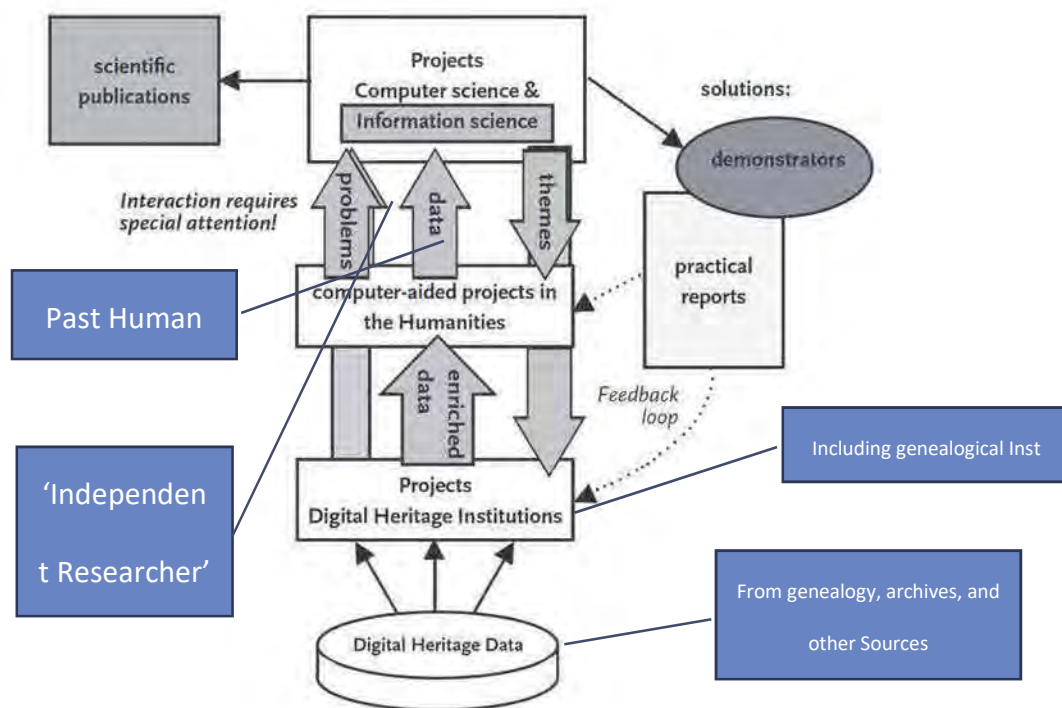 scientific
publications
Projects
Computer science &
Information science
solutions:
demonstrators
Interaction requires
special attention!
problems
data
themes
practical
reports
Past Human
computer-aided projects in
the Humanities
enriched
data
Feedback
loop
'Independen
t Researcher'
Including genealogical Inst
Projects
Digital Heritage Institutions
From genealogy, archives, and
other Sources
Digital Heritage Data